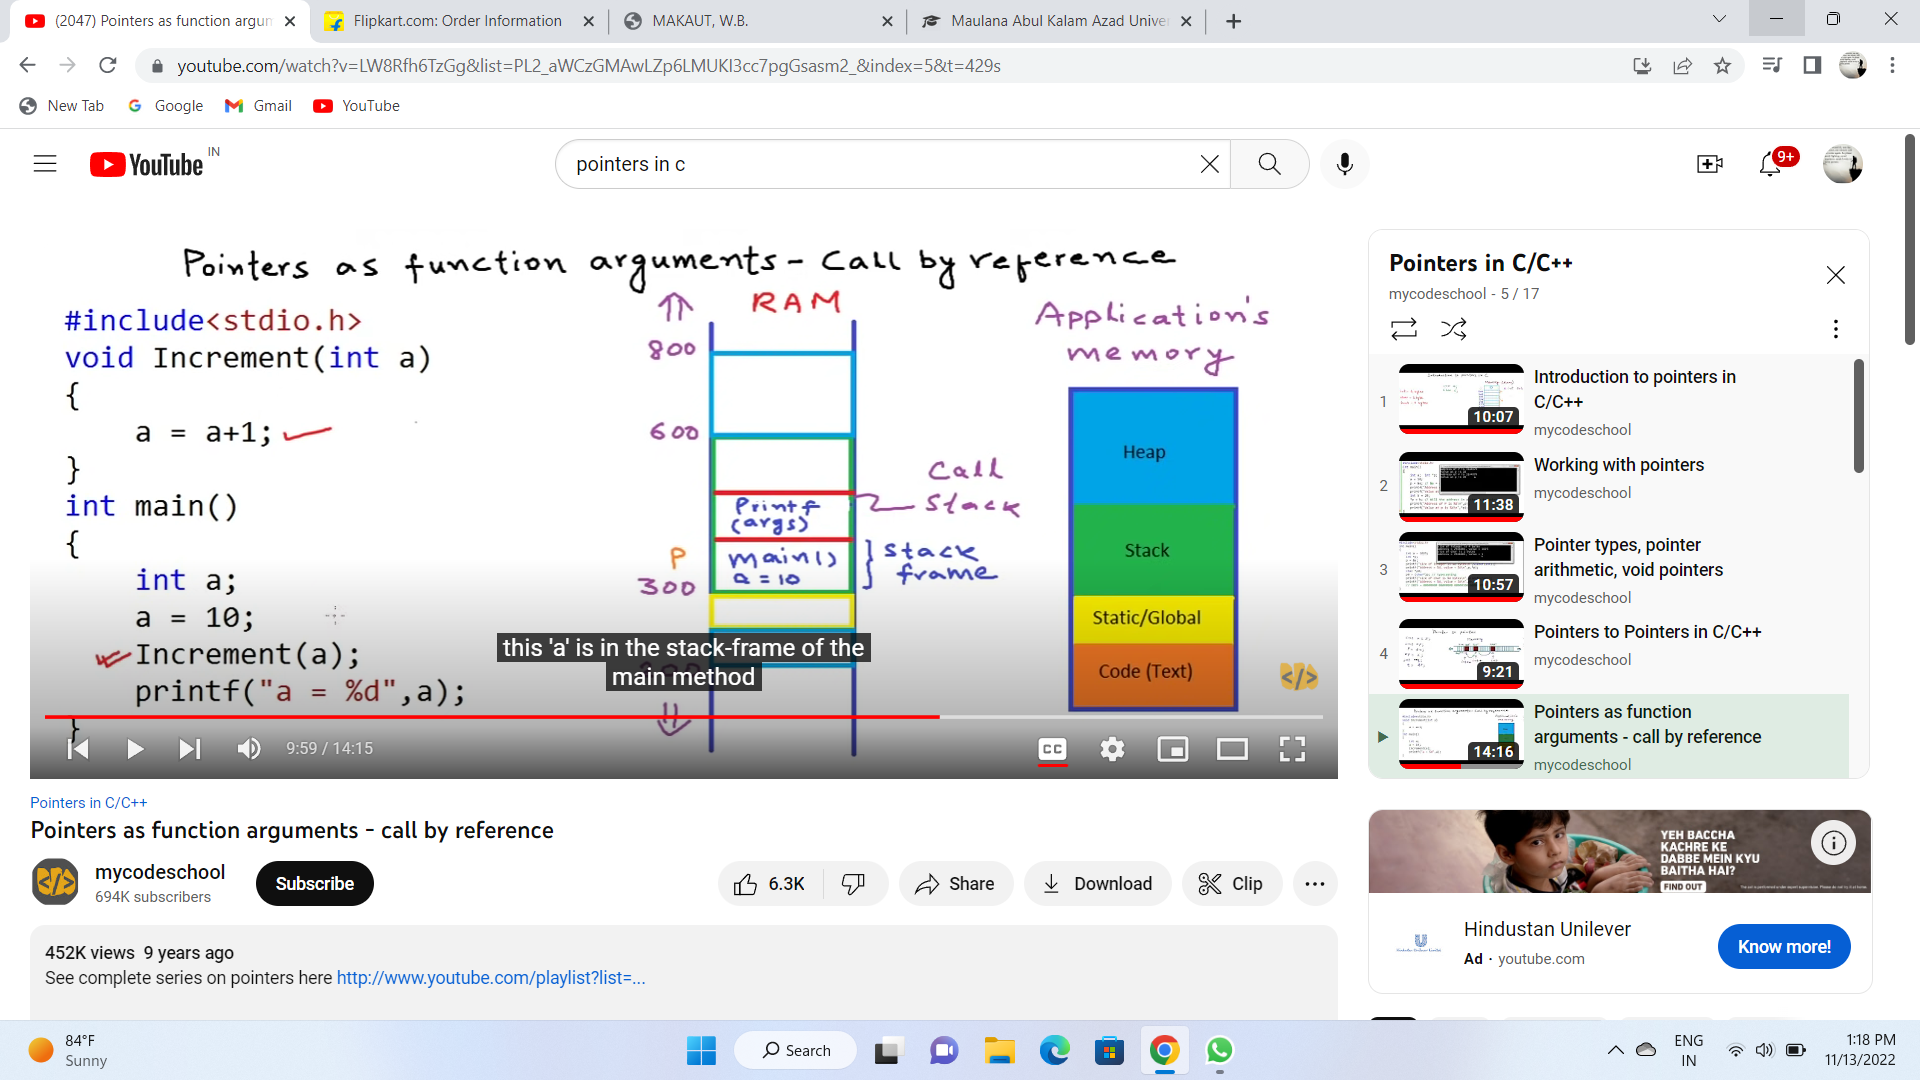 (2047) Pointers as function argum
Flipkart.com: Order Information
MAKAUT, W.B.
Maulana Abul Kalam Azad Univer
youtube.com/watch?v=LW8Rfh6TzGg&list=PL2_aWCzGMAwLZp6LMUKI3cc7pgGsasm2_&index=5&t=429s
New Tab
Google
Gmail
YouTube
YouTube IN
pointers in c
9+
Pointers as function arguments - Call by reference
#include<stdio.h>
void Increment(int a)
{
a = a+1;
}
int main()
{
int a;
a = 10;
Increment(a);
printf("a = %d",a);
}
RAM
800
600
P
300
Printf
(args)
main()
a = 10
Call
Stack
stack
frame
Application's
memory
Heap
Stack
Static/Global
Code (Text)
this 'a' is in the stack-frame of the
main method
9:59 / 14:15
CC
Pointers in C/C++
mycodeschool - 5 / 17
1
10:07
Introduction to pointers in
C/C++
mycodeschool
2
11:38
Working with pointers
mycodeschool
3
10:57
Pointer types, pointer
arithmetic, void pointers
mycodeschool
4
9:21
Pointers to Pointers in C/C++
mycodeschool
14:16
Pointers as function
arguments - call by reference
mycodeschool
Pointers in C/C++
Pointers as function arguments - call by reference
mycodeschool
694K subscribers
Subscribe
6.3K
Share
Download
Clip
452K views 9 years ago
See complete series on pointers here http://www.youtube.com/playlist?list=...
YEH BACCHA
KACHRE KE
DABBE MEIN KYU
BAITHA HAI?
FIND OUT
Hindustan Unilever
Ad · youtube.com
Know more!
84°F
Sunny
Search
ENG
IN
1:18 PM
11/13/2022